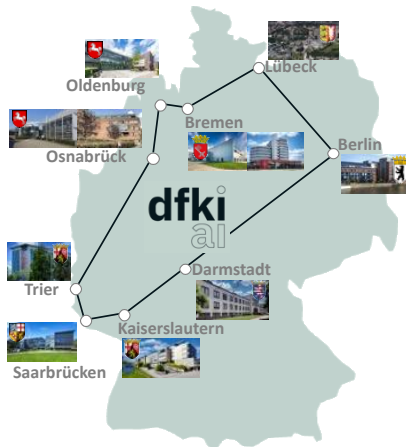 Lübeck
Oldenburg
Bremen
Osnabrück
Berlin
dfki
ai
Darmstadt
Trier
Kaiserslautern
Saarbrücken